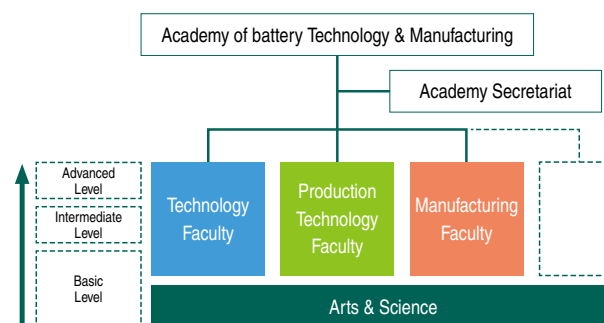 Academy of battery Technology & Manufacturing
Academy Secretariat
Advanced
Level
Intermediate
Level
Basic
Level
Technology
Faculty
Production
Technology
Faculty
Manufacturing
Faculty
Arts & Science